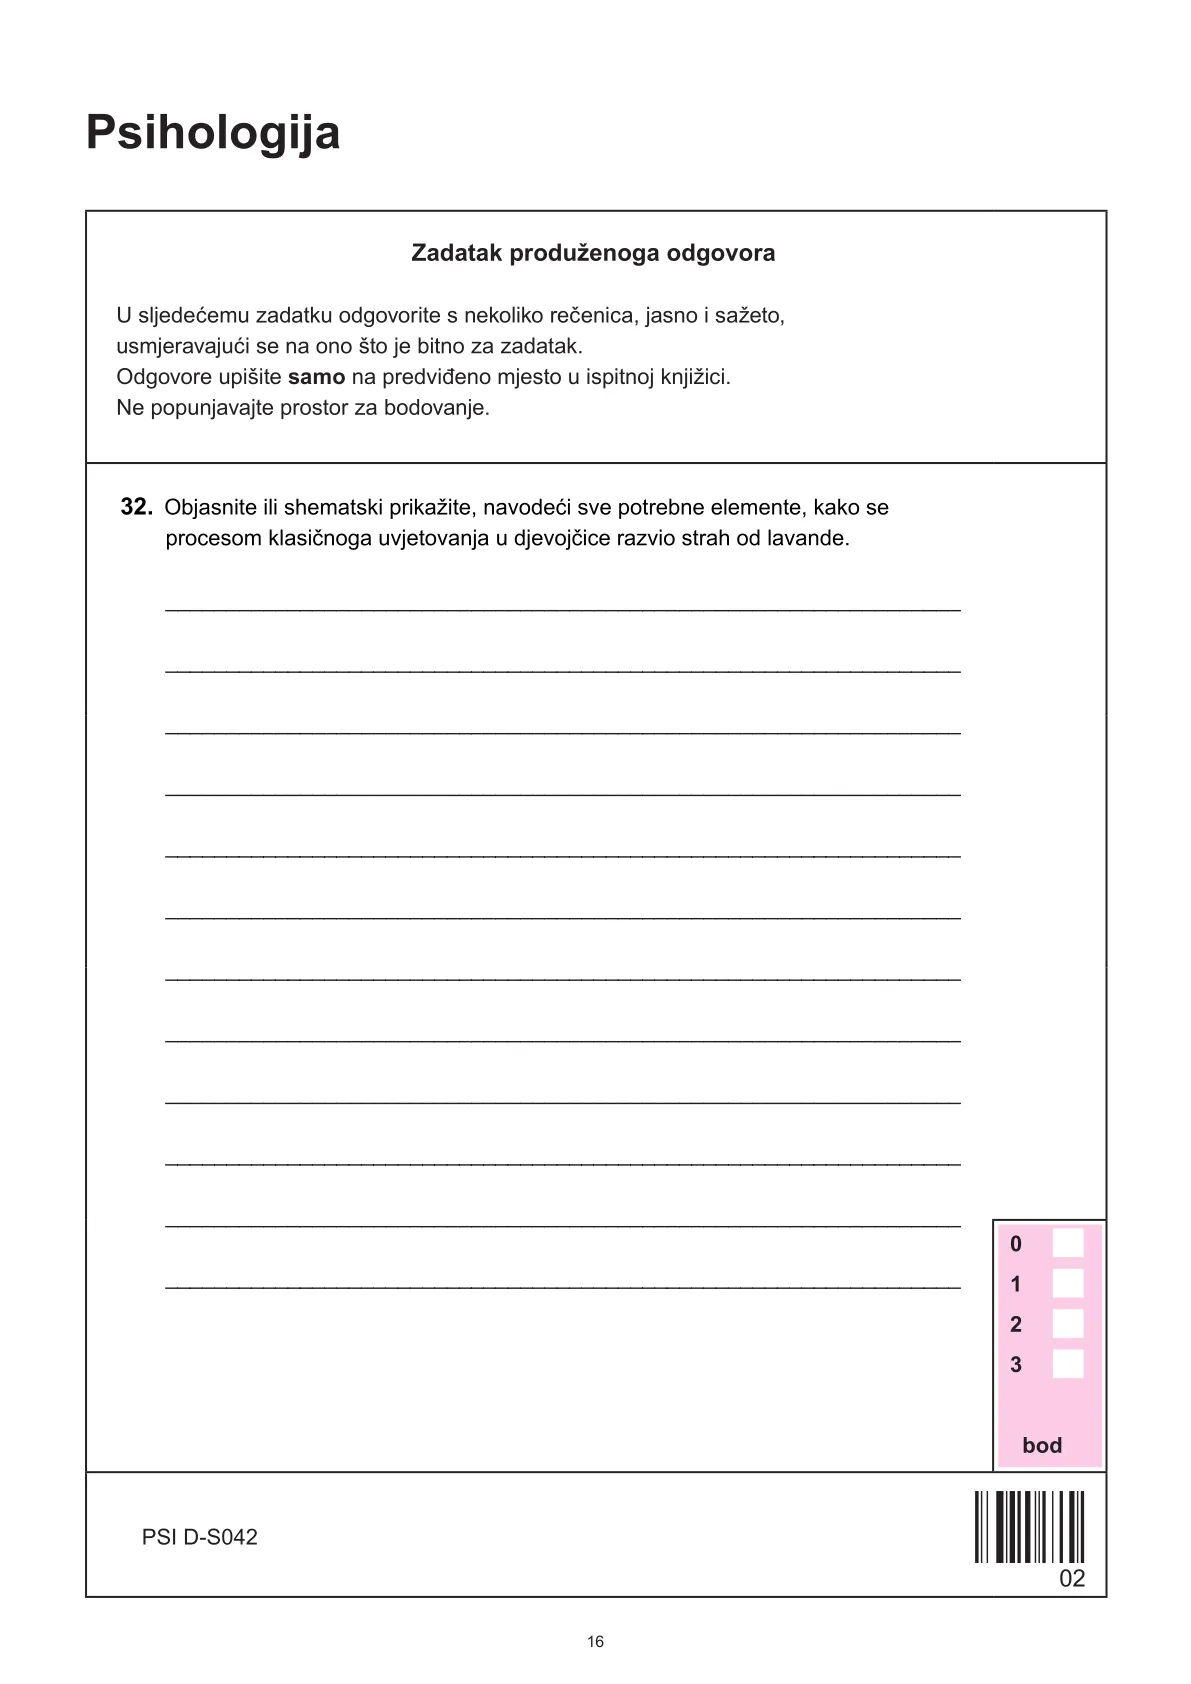 Psihologija
Zadatak produženoga odgovora
U sljedećemu zadatku odgovorite s nekoliko rečenica, jasno i sažeto,
usmjeravajući se na ono što je bitno za zadatak.
Odgovore upišite samo na predviđeno mjesto u ispitnoj knjižici.
Ne popunjavajte prostor za bodovanje.
32. Objasnite ili shematski prikažite, navodeći sve potrebne elemente, kako se
procesom klasičnoga uvjetovanja u djevojčice razvio strah od lavande.
0
1
2
3
bod
PSI D-S042
02
16